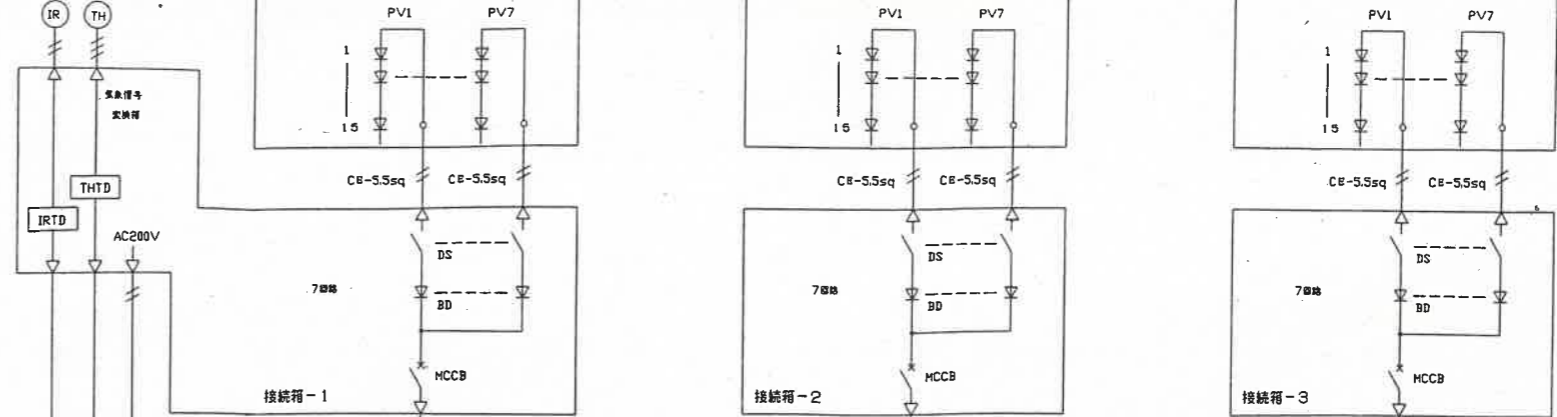 IR
TH
気象信号
変換箱
THTD
IRTD
AC200V
PV1 PV7
1
15
CE-5.5sq CE-5.5sq
DS
7回路
BD
MCCB
接続箱-1
PV1 PV7
1
15
CE-5.5sq CE-5.5sq
DS
7回路
BD
MCCB
接続箱-2
PV1 PV7
1
15
CE-5.5sq CE-5.5sq
DS
7回路
BD
MCCB
接続箱-3